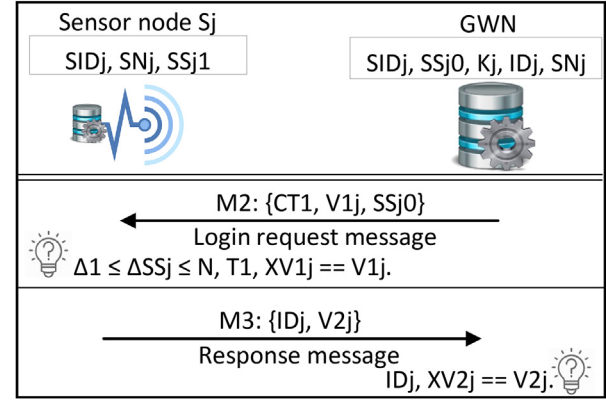 Sensor node Sj
GWN
SIDj, SNj, SSj1
SIDj, SSj0, Kj, IDj, SNj
M2: {CT1, V1j, SSj0}
Login request message
Δ1 ≤ ΔSSj ≤ N, T1, XV1j == V1j.
M3: {IDj, V2j}
Response message
IDj, XV2j == V2j.